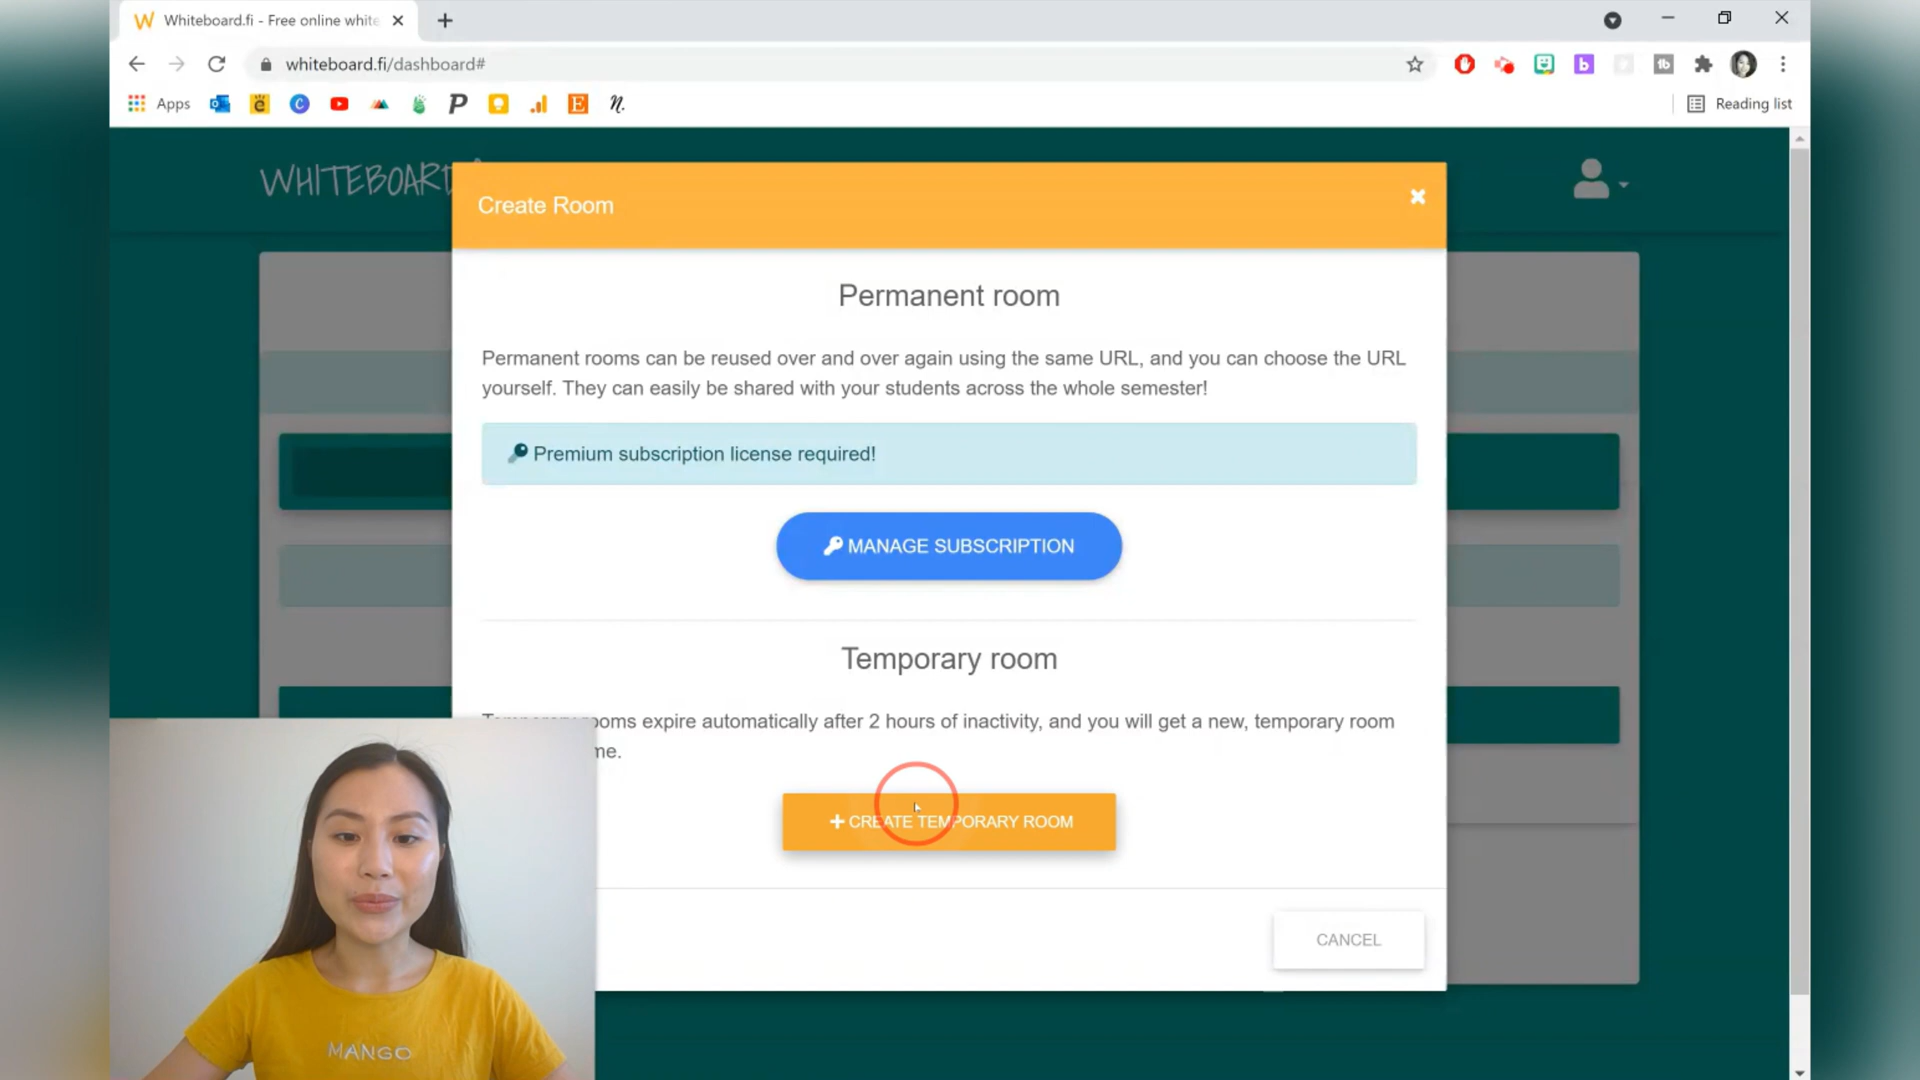 Whiteboard.fi - Free online white
whiteboard.fi/dashboard#
Apps
Reading list
WHITEBOARD
Create Room
Permanent room
Permanent rooms can be reused over and over again using the same URL, and you can choose the URL
yourself. They can easily be shared with your students across the whole semester!
Premium subscription license required!
MANAGE SUBSCRIPTION
Temporary room
Temporary rooms expire automatically after 2 hours of inactivity, and you will get a new, temporary room
me.
+ CREATE TEMPORARY ROOM
CANCEL
MANGO